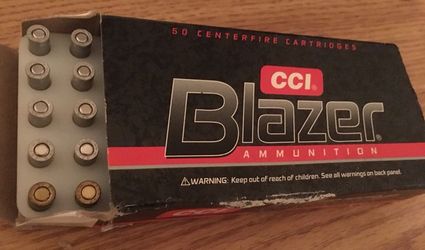 50 CENTERFIRE CARTRIDGES
CCI®
Blazer®
AMMUNITION
⚠WARNING: Keep out of reach of children. See all warnings on back panel.